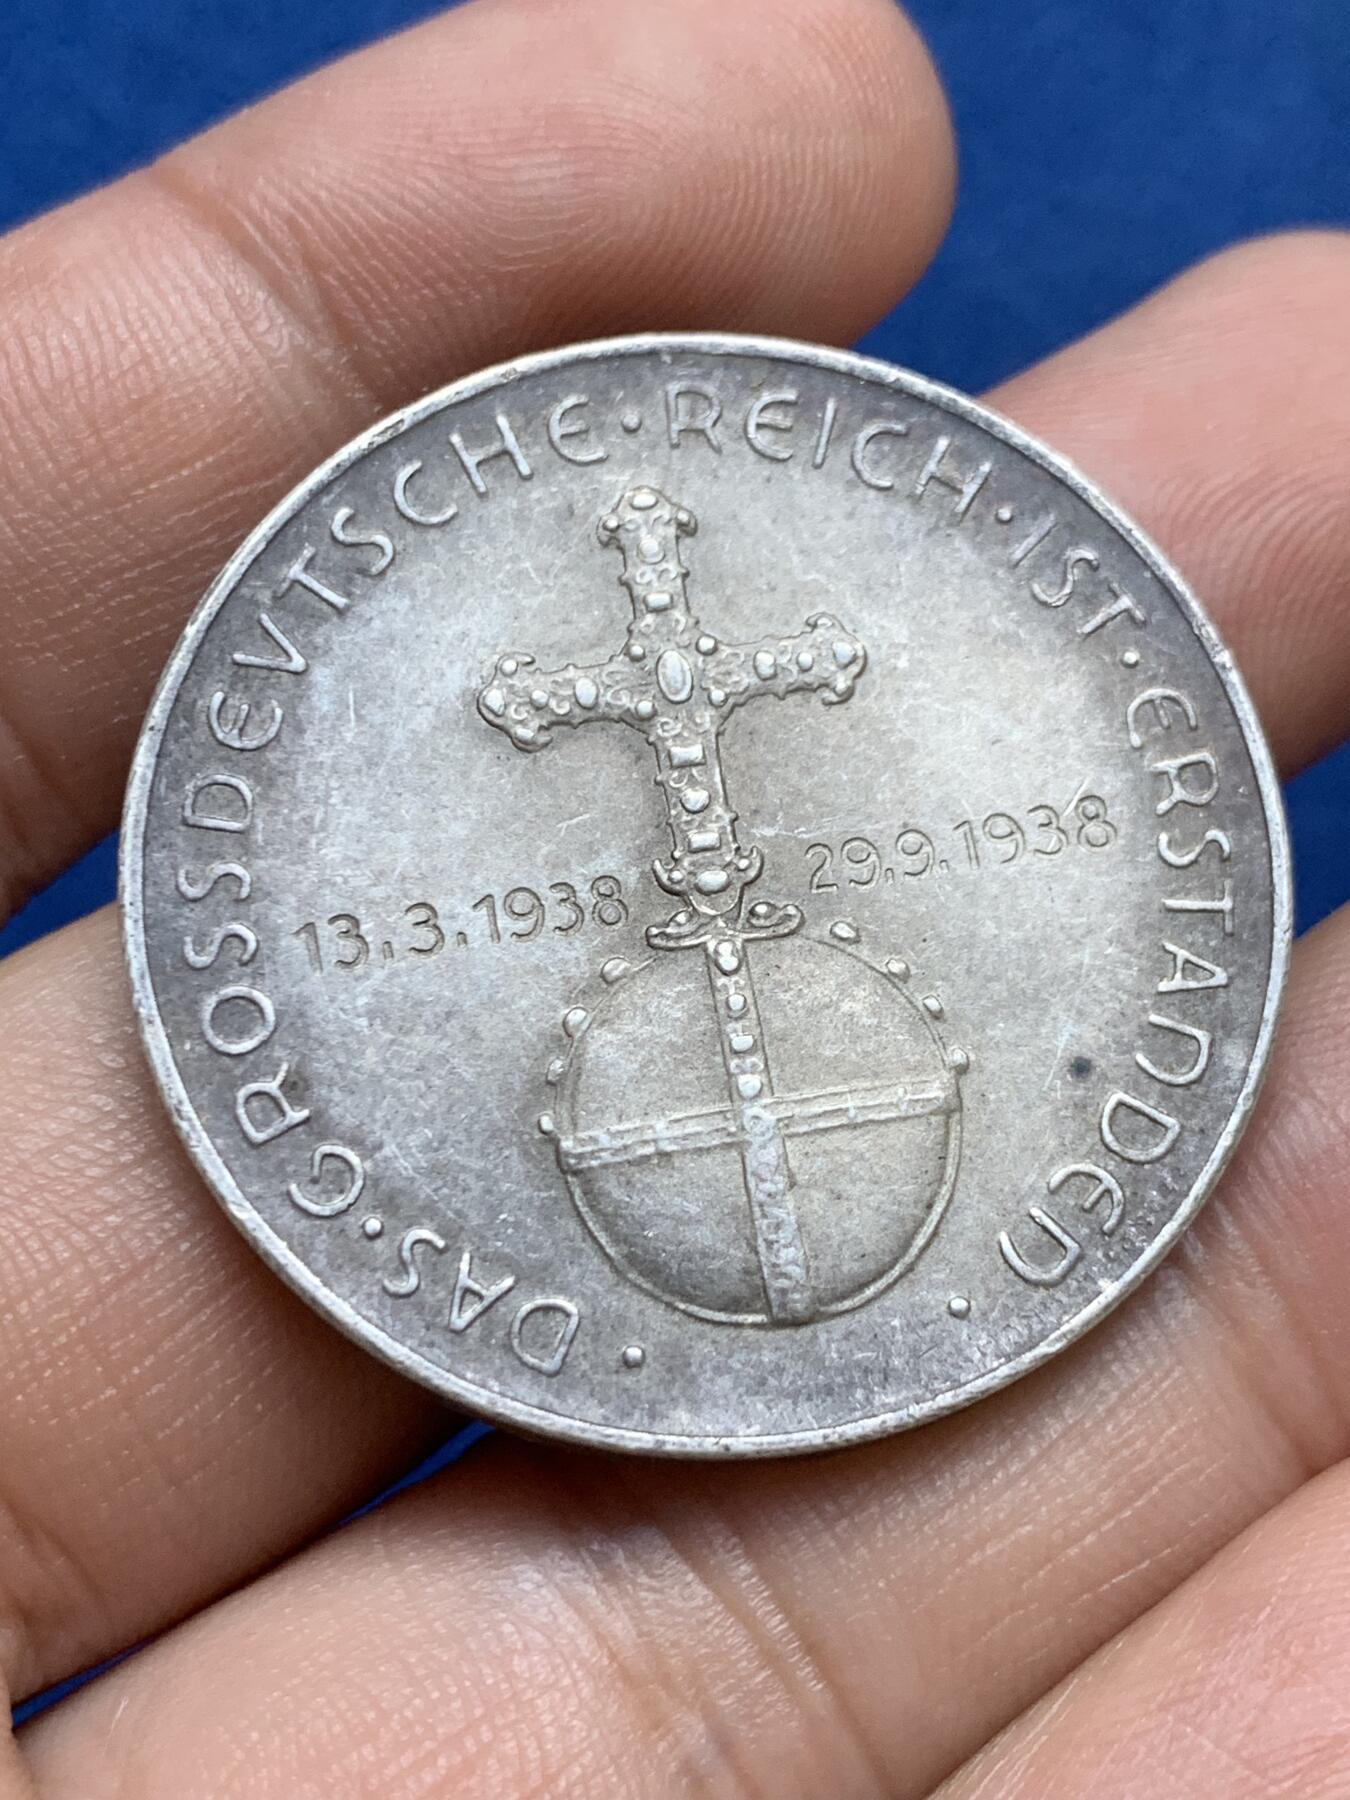 · DAS · GROSSDEVTSCHE · REICH · IST · ERSTANDEN ·
13.3.1938 29.9.1938